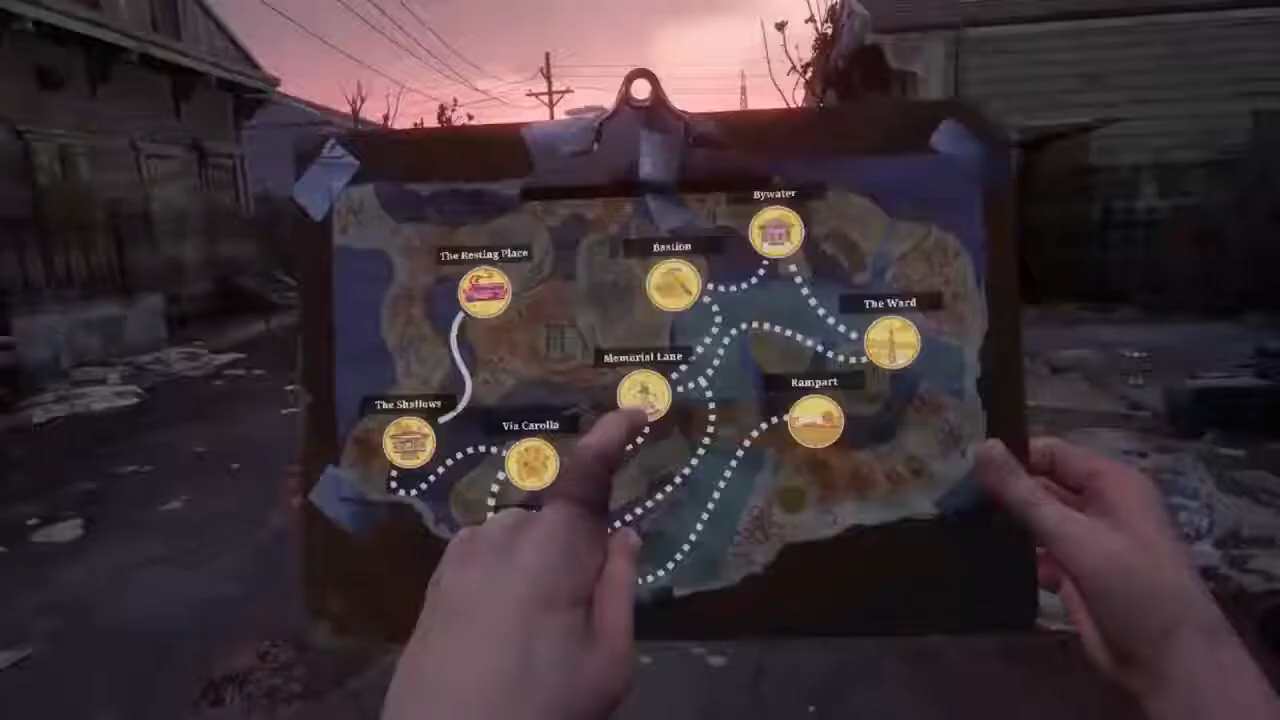 Bywater
Bastion
The Resting Place
The Ward
Memorial Lane
Rampart
The Shallows
Via Carolla